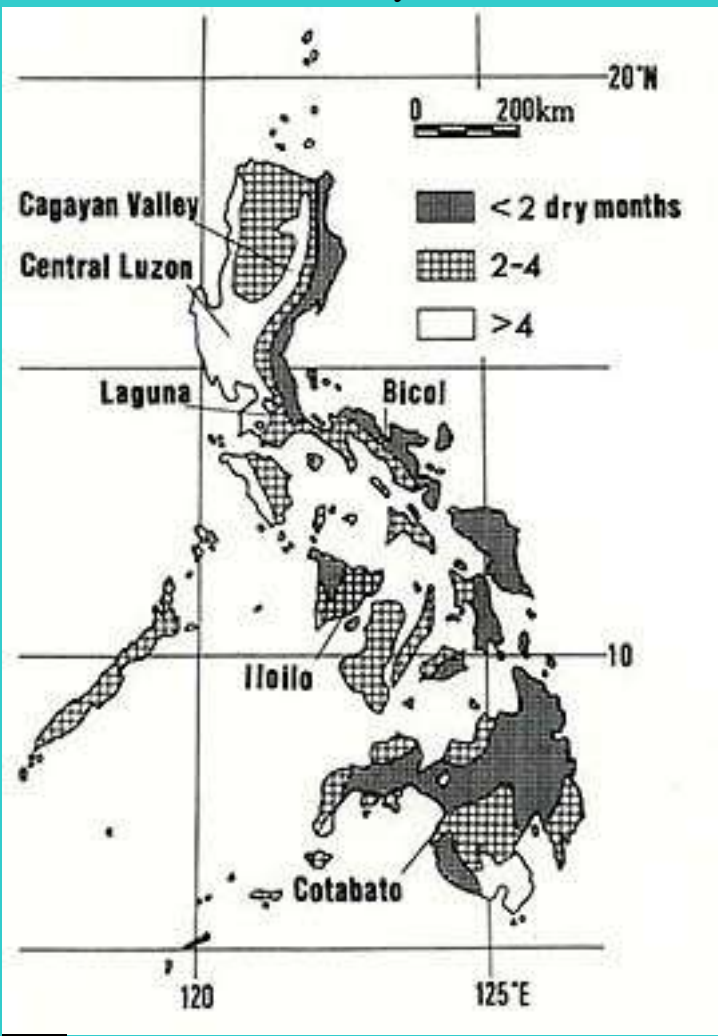 20°N
0 200km
Cagayan Valley
<2 dry months
Central Luzon
2-4
>4
Laguna
Bicol
Iloilo
10
Cotabato
120
125°E